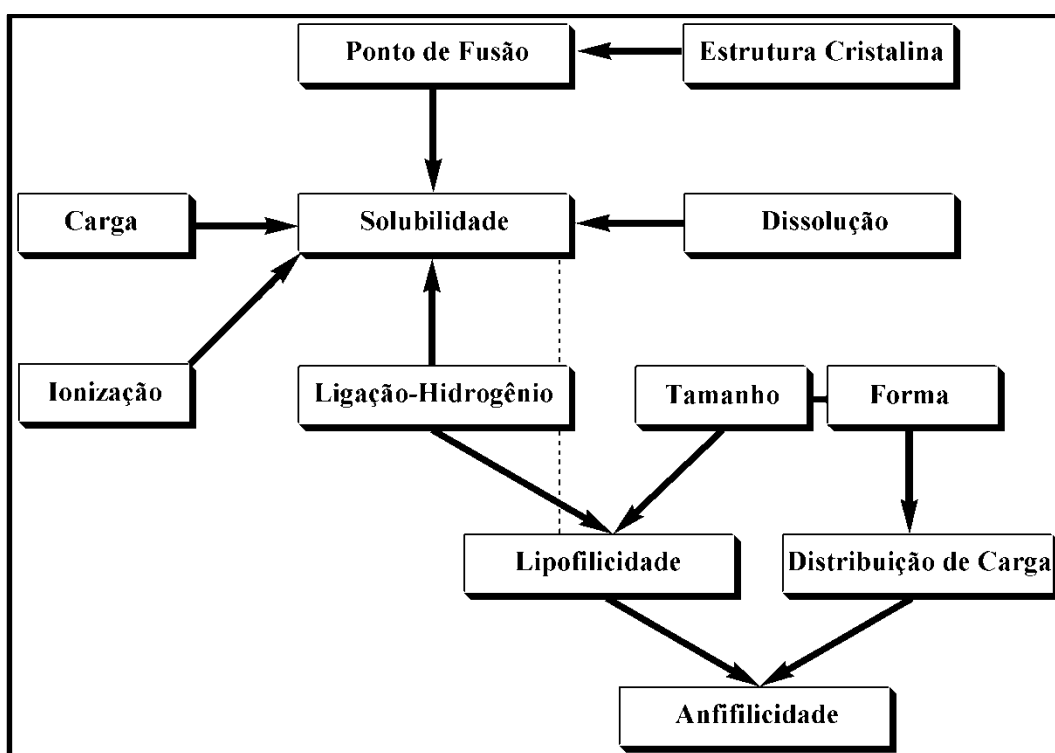 Ponto de Fusão
Estrutura Cristalina
Carga
Solubilidade
Dissolução
Ionização
Ligação-Hidrogênio
Tamanho
Forma
Lipofilicidade
Distribuição de Carga
Anfifilicidade